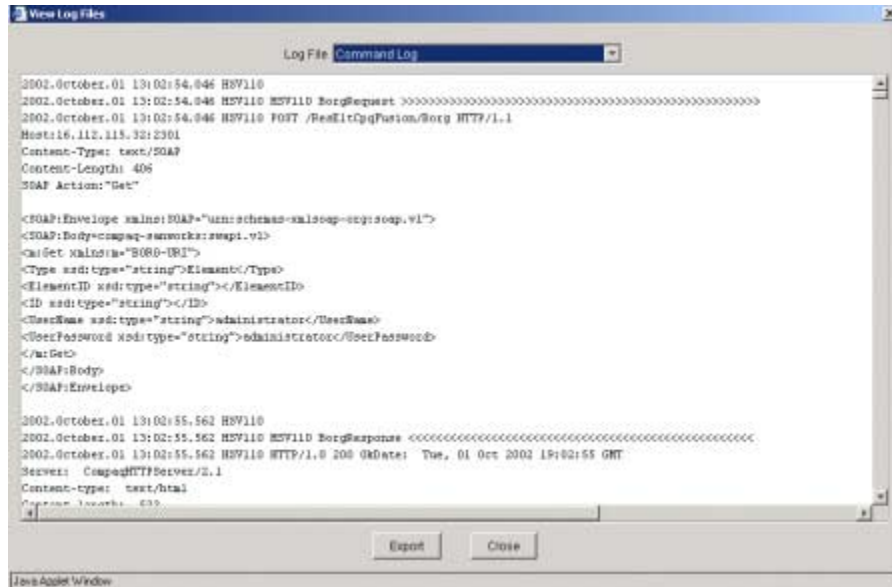 View Log Files
Log File Command Log
2002.October.01 13:02:54.046 HSV110
2002.October.01 13:02:54.046 HSV110 HSV110 BorgRequest >>>>>>>>>>>>>>>>>>>>>>>>>>>>>>>>>>>>>>>>>>>>>>>>>>>>>
2002.October.01 13:02:54.046 HSV110 POST /ResEltCpqFusion/Borg HTTP/1.1
Host:16.112.115.32:2301
Content-Type: text/SOAP
Content-Length: 406
SOAP Action:"Get"
<SOAP:Envelope xmlns:SOAP="urn:schemas-xmlsoap-org:soap.v1">
<SOAP:Body=compaq-sanworks:swapi.v1>
<m:Get xmlns:m="BORG-URI">
<Type xsd:type="string">Element</Type>
<ElementID xsd:type="string"></ElementID>
<ID xsd:type="string"></ID>
<UserName xsd:type="string">administrator</UserName>
<UserPassword xsd:type="string">administrator</UserPassword>
</m:Get>
</SOAP:Body>
</SOAP:Envelope>
2002.October.01 13:02:55.562 HSV110
2002.October.01 13:02:55.562 HSV110 HSV110 BorgResponse <<<<<<<<<<<<<<<<<<<<<<<<<<<<<<<<<<<<<<<<<<<<<<<<<<<
2002.October.01 13:02:55.562 HSV110 HTTP/1.0 200 OkDate:  Tue, 01 Oct 2002 19:02:55 GMT
Server:  CompaqHTTPServer/2.1
Content-type:  text/html
Content-length:
Export Close
Java Applet Window